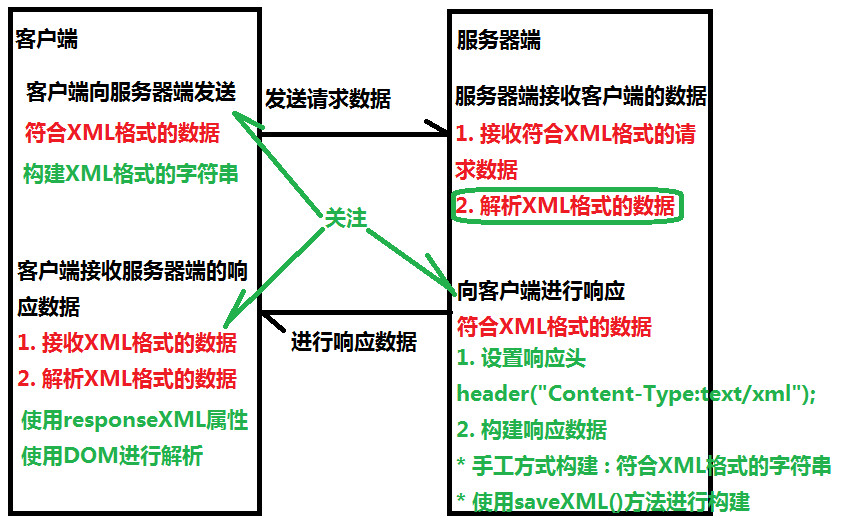 客户端
客户端向服务器端发送
符合XML格式的数据
构建XML格式的字符串
客户端接收服务器端的响
应数据
1. 接收XML格式的数据
2. 解析XML格式的数据
使用responseXML属性
使用DOM进行解析
发送请求数据
关注
进行响应数据
服务器端
服务器端接收客户端的数据
1. 接收符合XML格式的请
求数据
2. 解析XML格式的数据
向客户端进行响应
符合XML格式的数据
1. 设置响应头
header("Content-Type:text/xml");
2. 构建响应数据
* 手工方式构建 : 符合XML格式的字符串
* 使用saveXML()方法进行构建